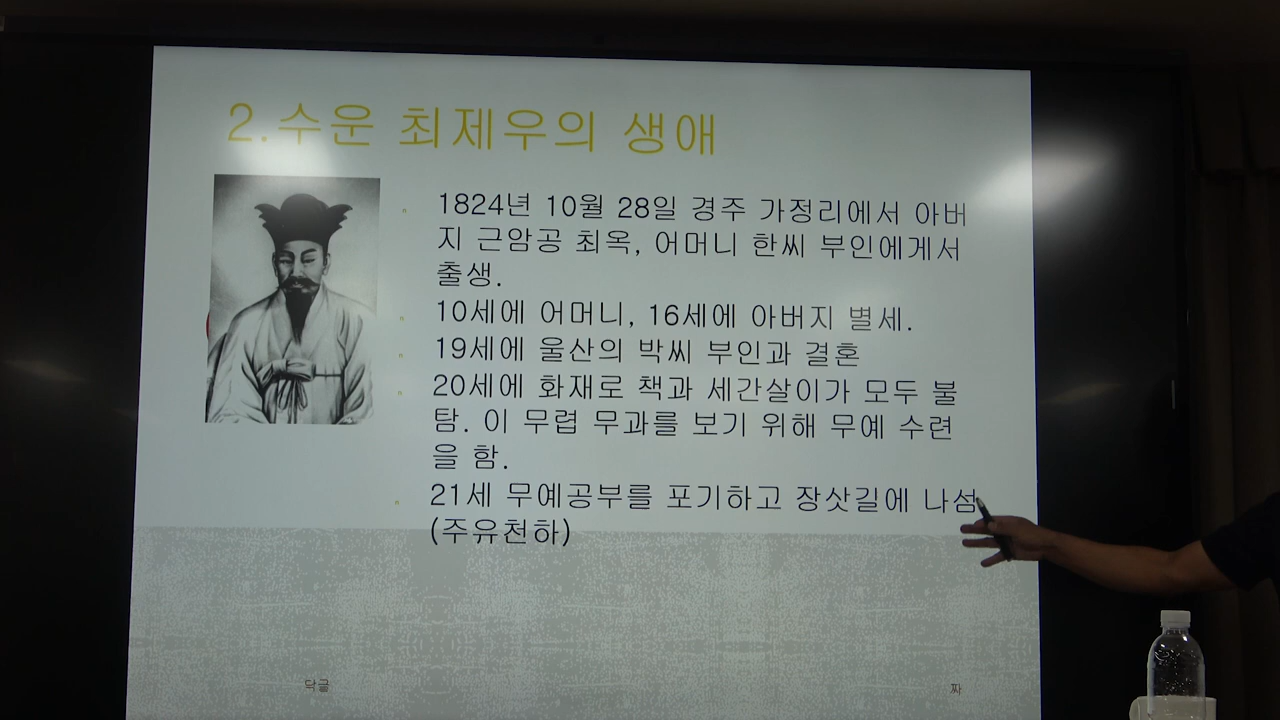 2.수운 최제우의 생애
1824년 10월 28일 경주 가정리에서 아버
지 근암공 최옥, 어머니 한씨 부인에게서
출생.
10세에 어머니, 16세에 아버지 별세.
19세에 울산의 박씨 부인과 결혼
20세에 화재로 책과 세간살이가 모두 불
탐. 이 무렵 무과를 보기 위해 무예 수련
을 함.
21세 무예공부를 포기하고 장삿길에 나섬
(주유천하)